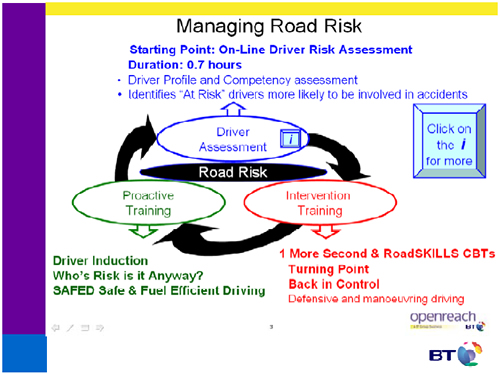 Managing Road Risk
Starting Point: On-Line Driver Risk Assessment
Duration: 0.7 hours
- Driver Profile and Competency assessment
• Identifies "At Risk" drivers more likely to be involved in accidents
Driver
Assessment
i
Click on
the i
for more
Road Risk
Proactive
Training
Intervention
Training
Driver Induction
Who's Risk is it Anyway?
SAFED Safe & Fuel Efficient Driving
1 More Second & RoadSKILLS CBTs
Turning Point
Back in Control
Defensive and manoeuvring driving
openreach
BT
3
BT